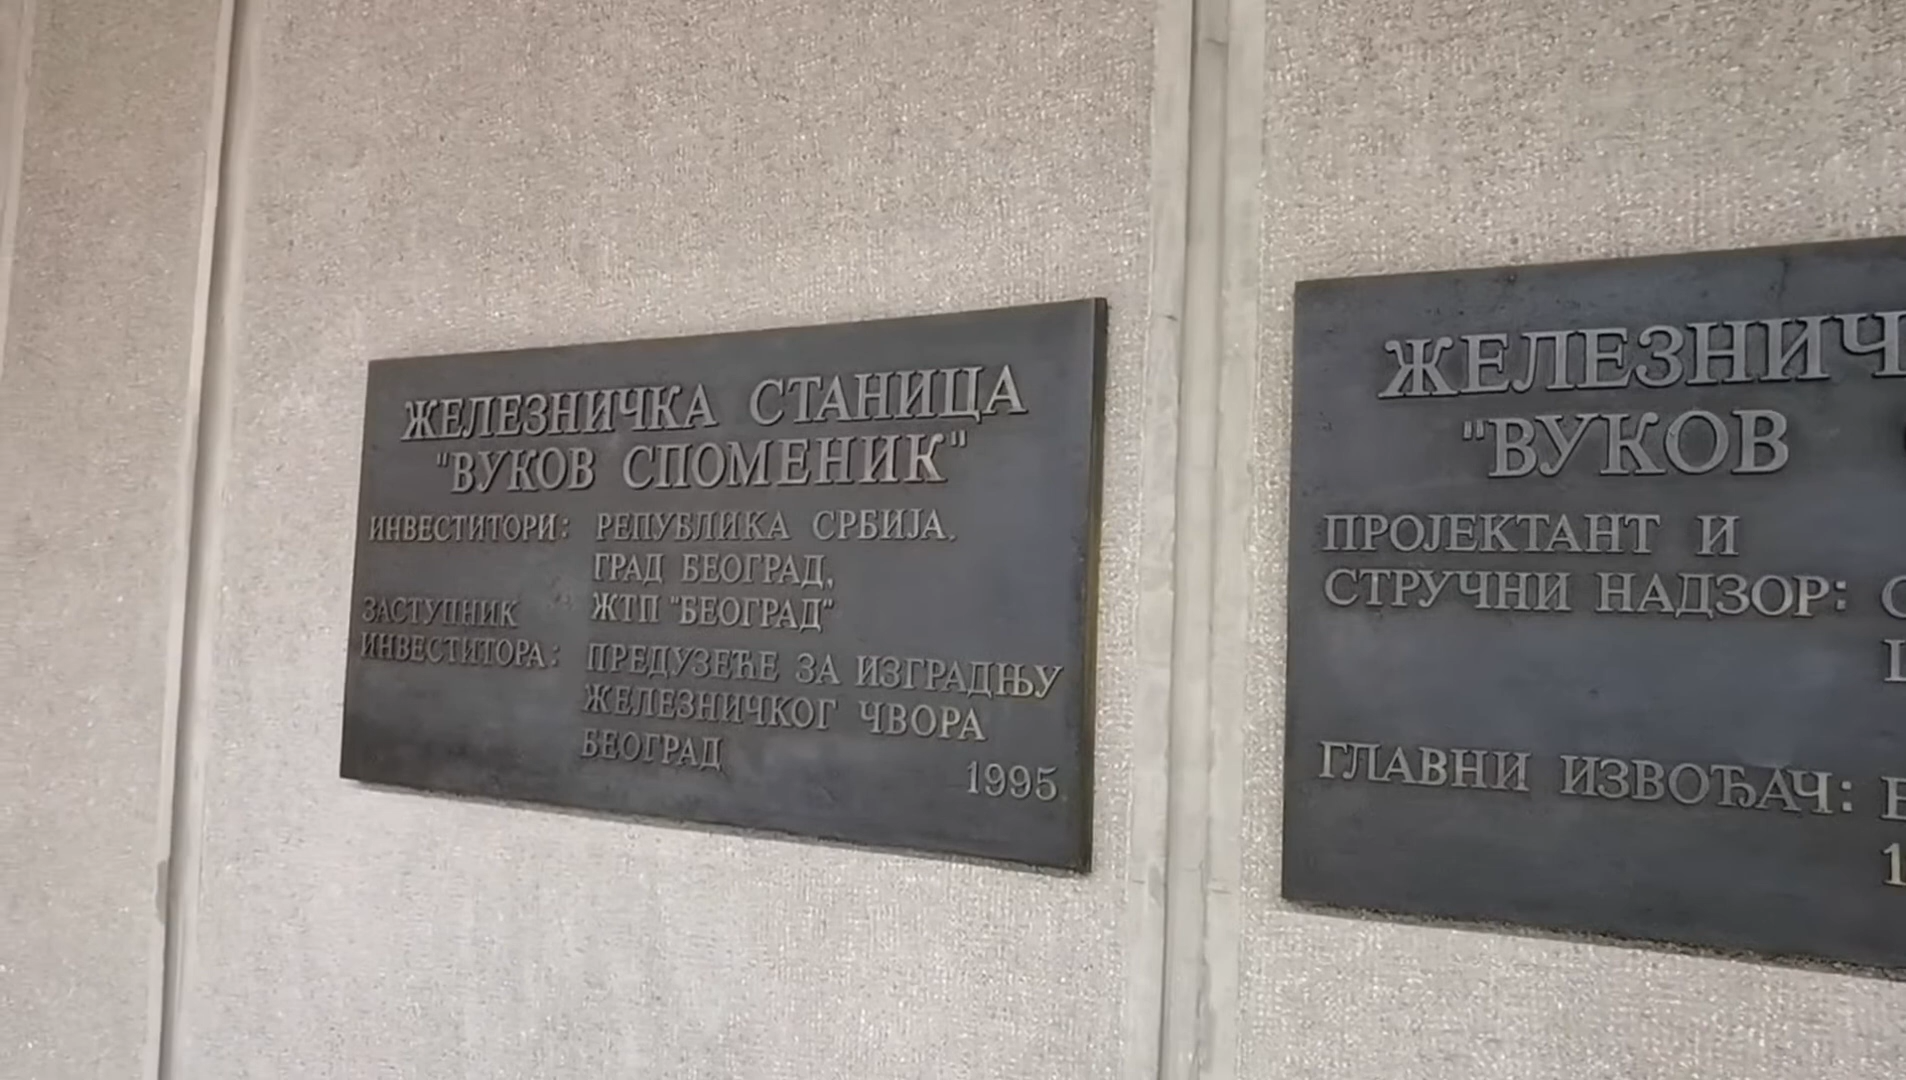 ЖЕЛЕЗНИЧКА СТАНИЦА
"ВУКОВ СПОМЕНИК"
ИНВЕСТИТОРИ: РЕПУБЛИКА СРБИЈА.
ГРАД БЕОГРАД,
ЖТП "БЕОГРАД"
ЗАСТУПНИК
ИНВЕСТИТОРА: ПРЕДУЗЕЋЕ ЗА ИЗГРАДЊУ
ЖЕЛЕЗНИЧКОГ ЧВОРА
БЕОГРАД
1995
ЖЕЛЕЗНИЧ
"ВУКОВ
ПРОЈЕКТАНТ И
СТРУЧНИ НАДЗОР:
ГЛАВНИ ИЗВОЂАЧ: